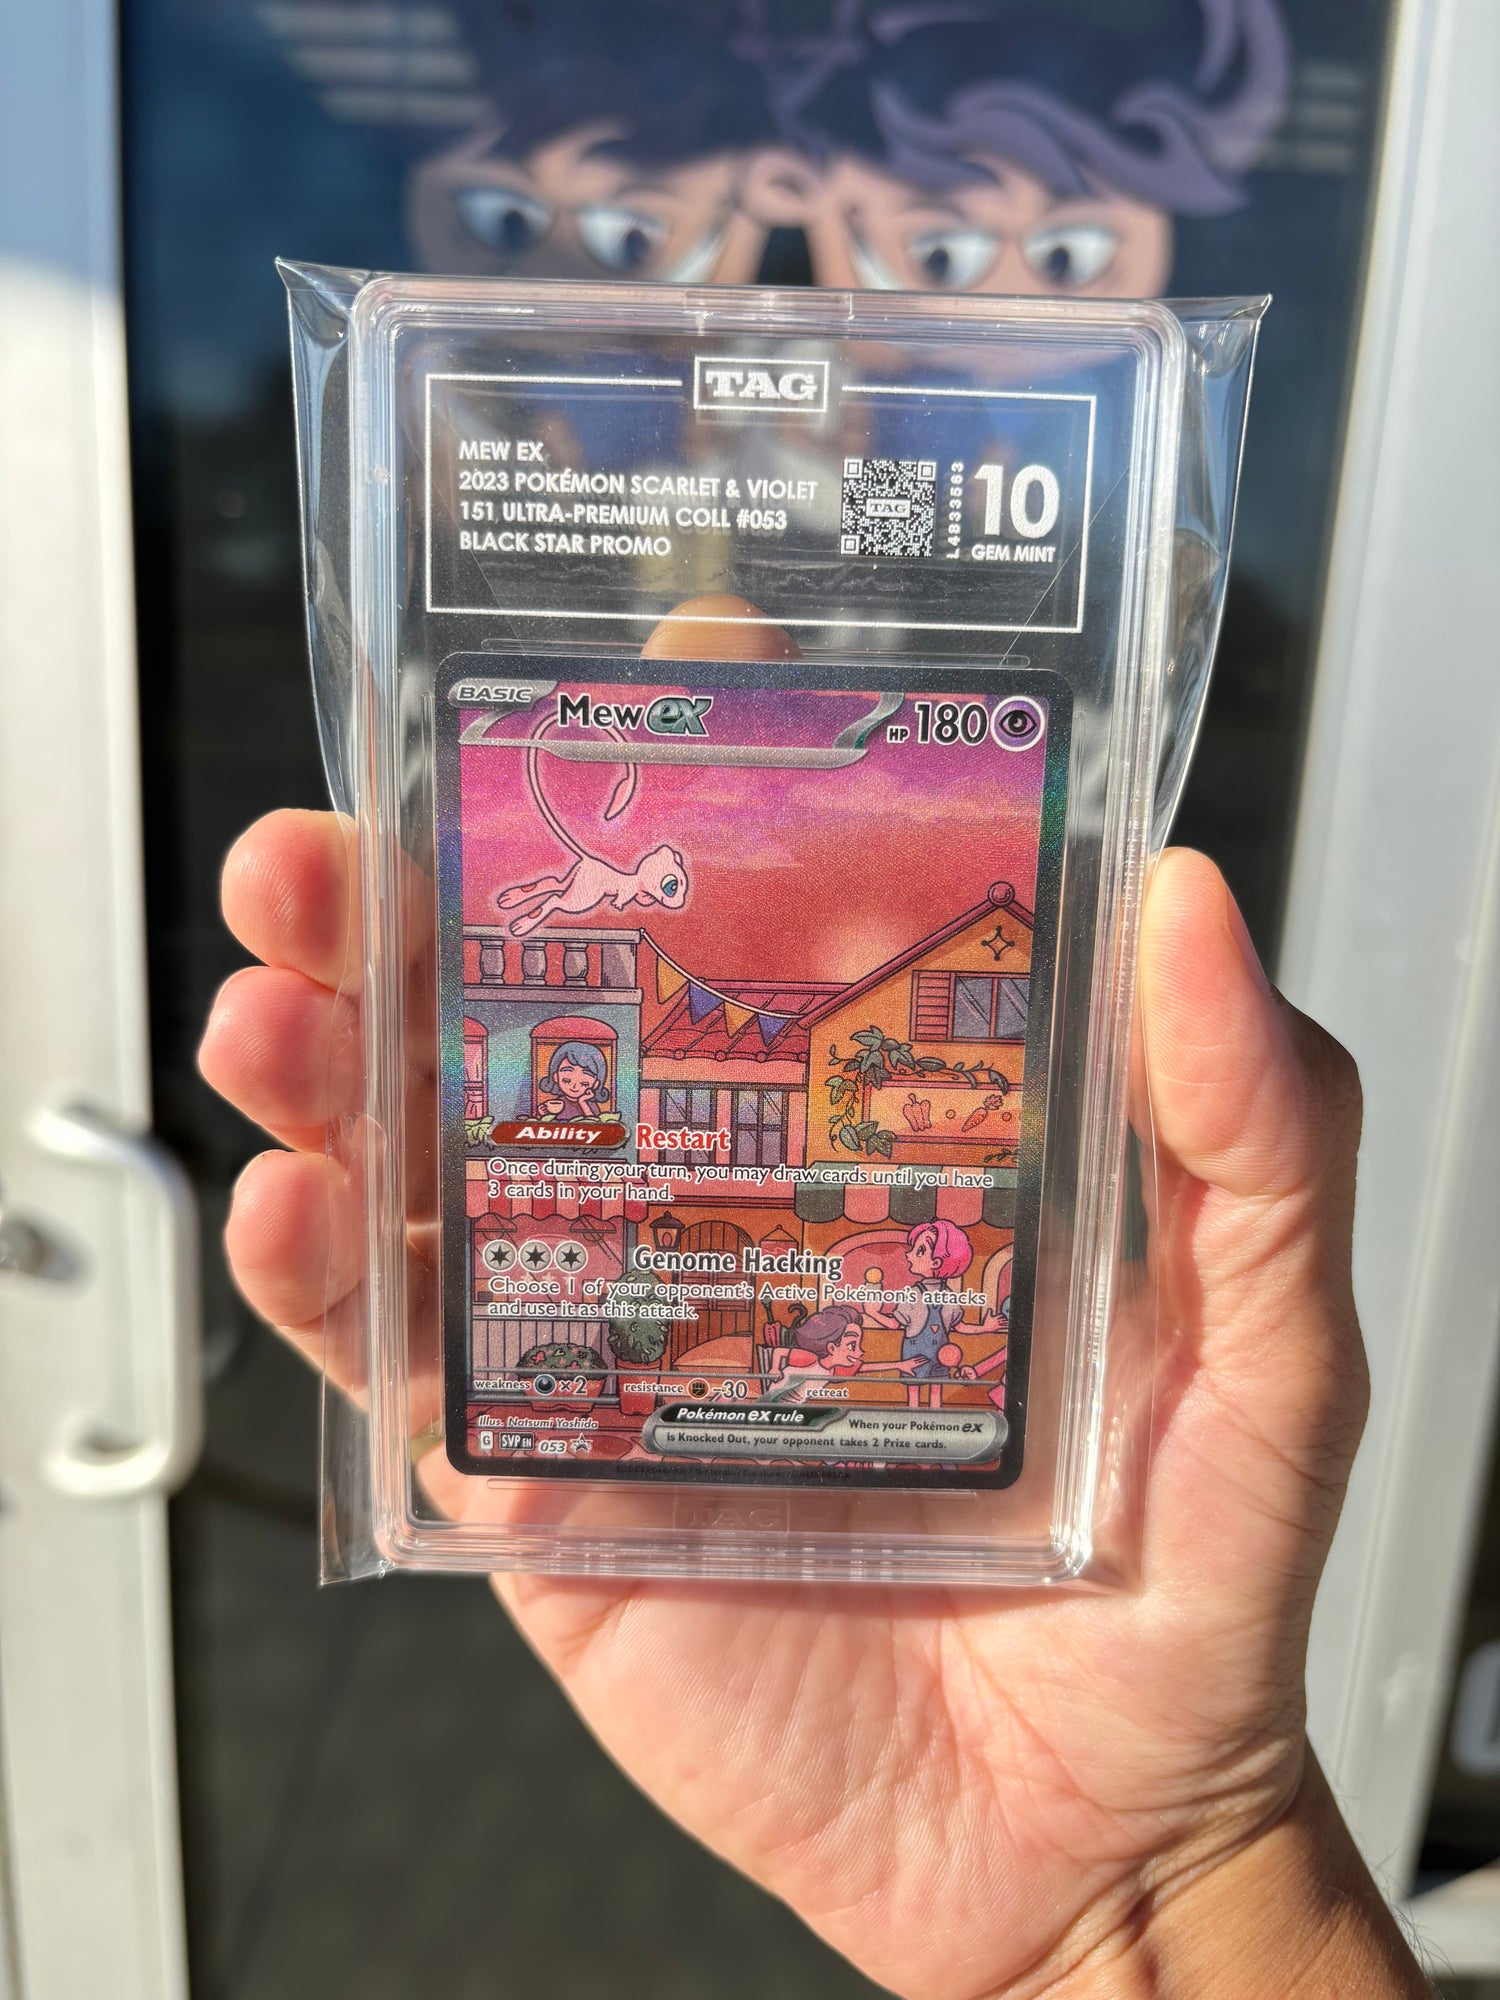 TAG
MEW EX
2023 POKÉMON SCARLET & VIOLET
151 ULTRA-PREMIUM COLL #053
BLACK STAR PROMO
TAG
L4833563
10
GEM MINT
BASIC
Mew ex
HP 180
Ability Restart
Once during your turn, you may draw cards until you have
3 cards in your hand.
Genome Hacking
Choose 1 of your opponent's Active Pokémon's attacks
and use it as this attack.
weakness ×2 resistance -30 retreat
Illus. Natsumi Yoshida
G SVP EN 053
Pokémon ex rule When your Pokémon ex
is Knocked Out, your opponent takes 2 Prize cards.
TAG